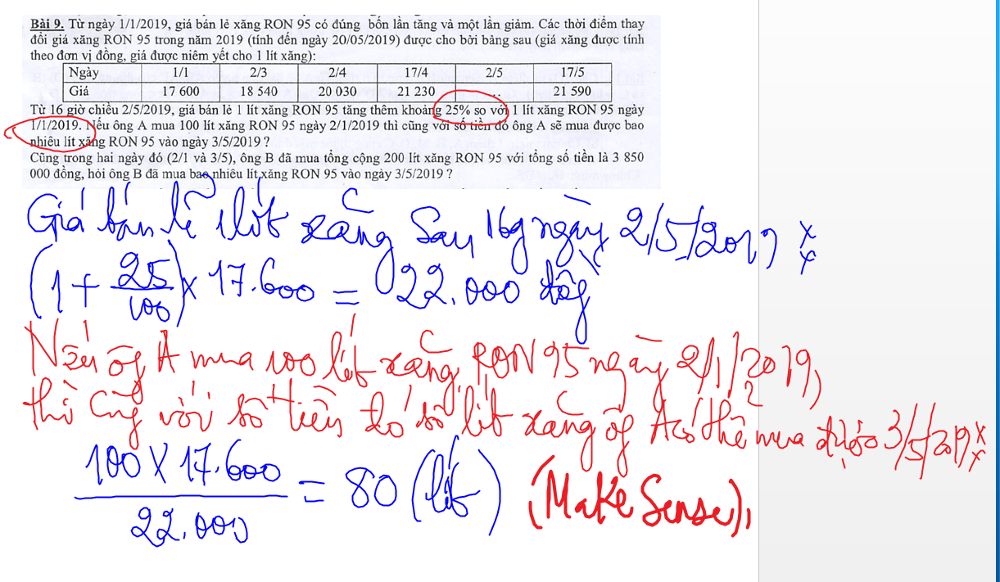 Bài 9. Từ ngày 1/1/2019, giá bán lẻ xăng RON 95 có đúng bốn lần tăng và một lần giảm. Các thời điểm thay
đổi giá xăng RON 95 trong năm 2019 (tính đến ngày 20/05/2019) được cho bởi bảng sau (giá xăng được tính
theo đơn vị đồng, giá được niêm yết cho 1 lít xăng):
Ngày 1/1 2/3 2/4 17/4 2/5 17/5
Giá 17 600 18 540 20 030 21 230 ... 21 590
Từ 16 giờ chiều 2/5/2019, giá bán lẻ 1 lít xăng RON 95 tăng thêm khoảng 25% so với 1 lít xăng RON 95 ngày
1/1/2019. Nếu ông A mua 100 lít xăng RON 95 ngày 2/1/2019 thì cũng với số tiền đó ông A sẽ mua được bao
nhiêu lít xăng RON 95 vào ngày 3/5/2019 ?
Cũng trong hai ngày đó (2/1 và 3/5), ông B đã mua tổng cộng 200 lít xăng RON 95 với tổng số tiền là 3 850
000 đồng, hỏi ông B đã mua bao nhiêu lít xăng RON 95 vào ngày 3/5/2019 ?
Giá bán lẽ 1 lít xăng Sau 16g ngày 2/5/2019 :
(1 + 25/100) x 17.600 = 22.000 đồng
Nếu ôg A mua 100 lít xăng RON 95 ngày 2/1/2019,
thì cũg với số tiền đó số lít xăng ôg A có thể mua được 3/5/2019 :
100 x 17.600 / 22.000 = 80 (lít) (Make Sense),